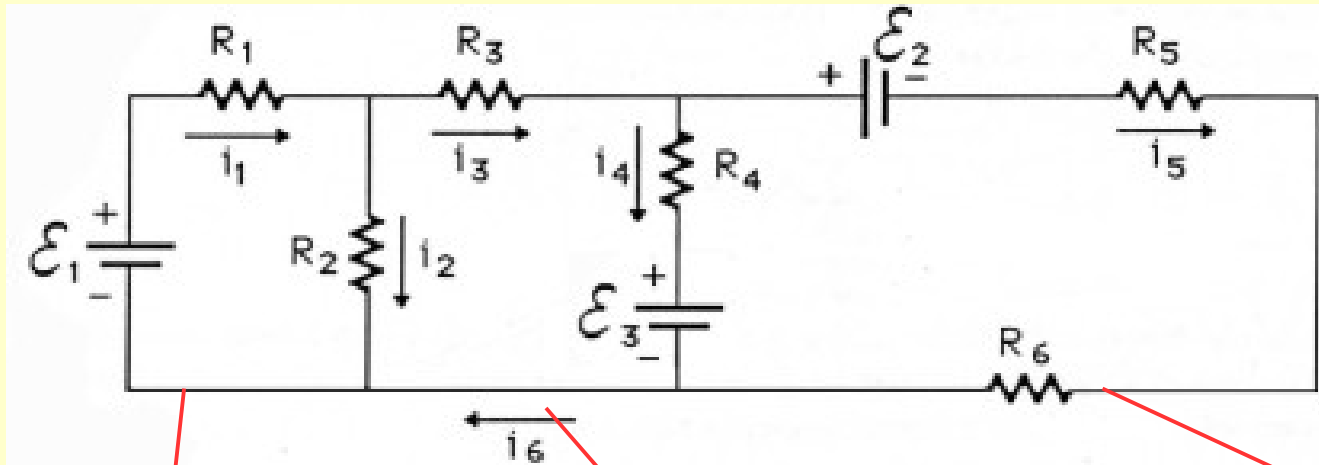 R1
R3
ℰ2
R5
+
-
i1
i3
i4
R4
i5
+
ℰ1
-
R2
i2
+
ℰ3
-
R6
i6